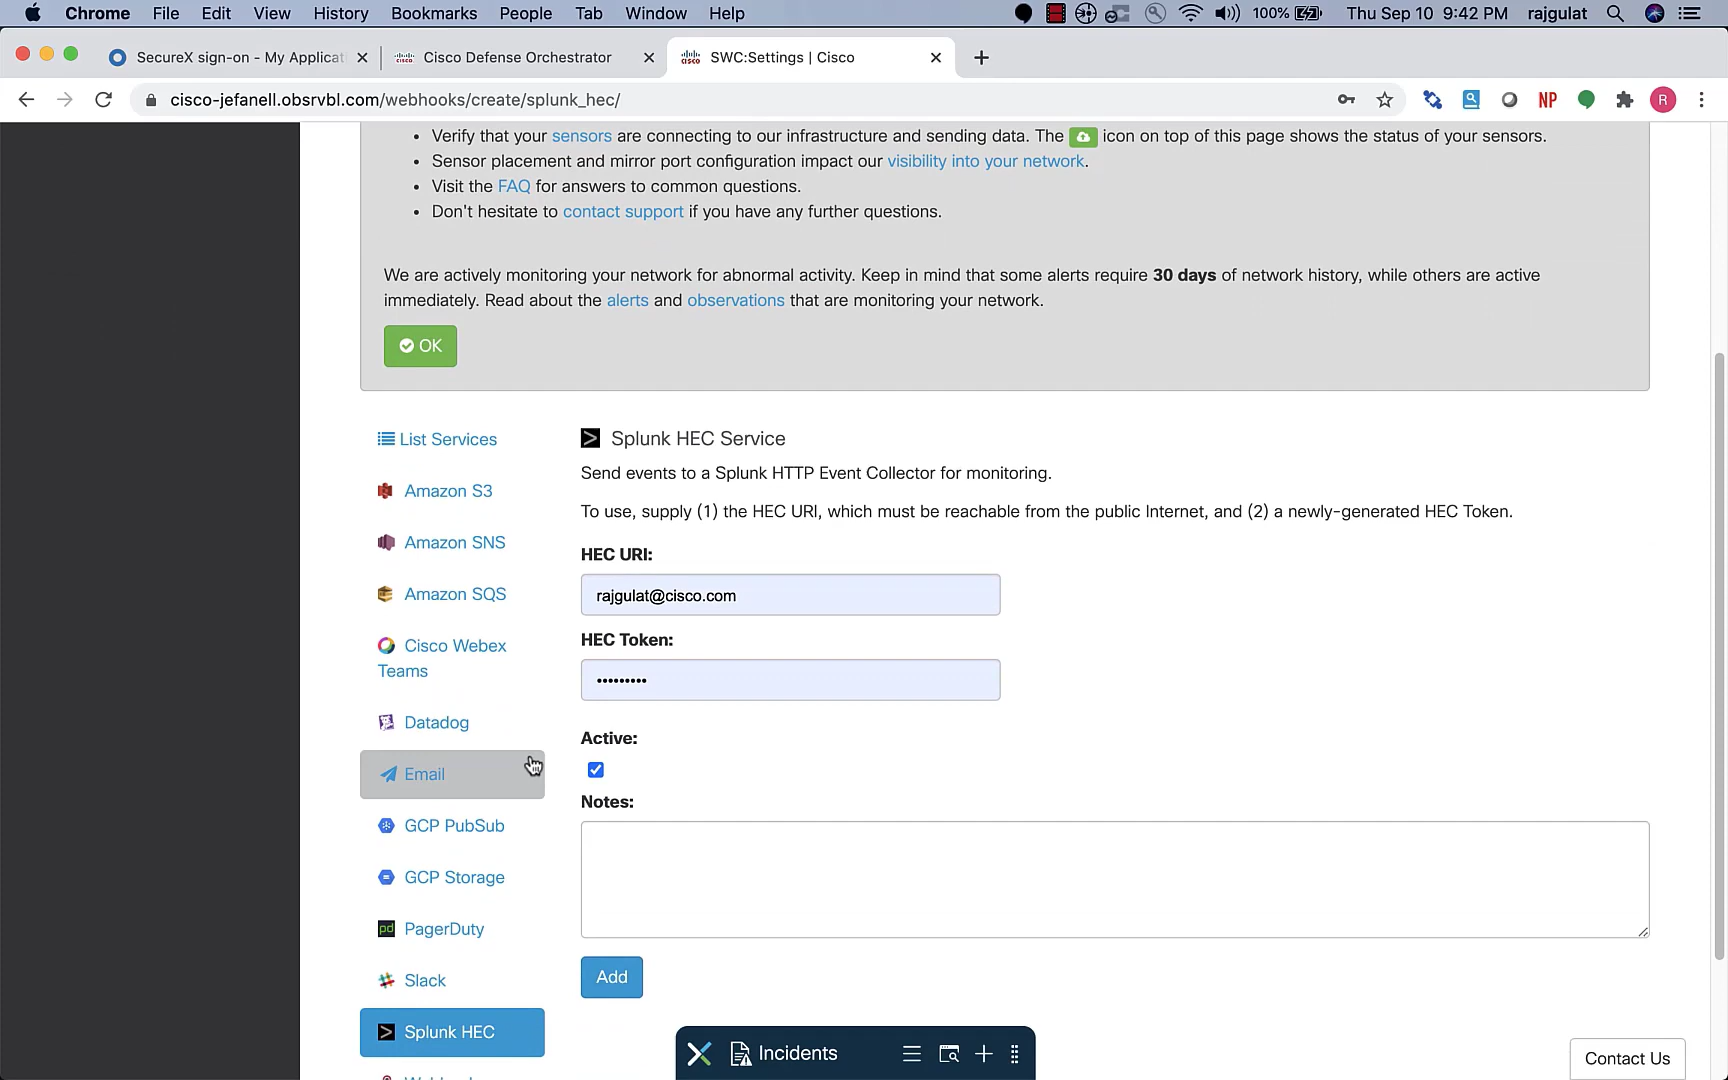 Chrome File Edit View History Bookmarks People Tab Window Help 100% Thu Sep 10 9:42 PM rajgulat
SecureX sign-on - My Applicati Cisco Defense Orchestrator SWC:Settings | Cisco
cisco-jefanell.obsrvbl.com/webhooks/create/splunk_hec/ NP R
• Verify that your sensors are connecting to our infrastructure and sending data. The icon on top of this page shows the status of your sensors.
• Sensor placement and mirror port configuration impact our visibility into your network.
• Visit the FAQ for answers to common questions.
• Don't hesitate to contact support if you have any further questions.
We are actively monitoring your network for abnormal activity. Keep in mind that some alerts require 30 days of network history, while others are active
immediately. Read about the alerts and observations that are monitoring your network.
OK
List Services
Amazon S3
Amazon SNS
Amazon SQS
Cisco Webex
Teams
Datadog
Email
GCP PubSub
GCP Storage
pd PagerDuty
Slack
Splunk HEC
Splunk HEC Service
Send events to a Splunk HTTP Event Collector for monitoring.
To use, supply (1) the HEC URI, which must be reachable from the public Internet, and (2) a newly-generated HEC Token.
HEC URI:
rajgulat@cisco.com
HEC Token:
•••••••••
Active:
Notes:
Add
Incidents
Contact Us